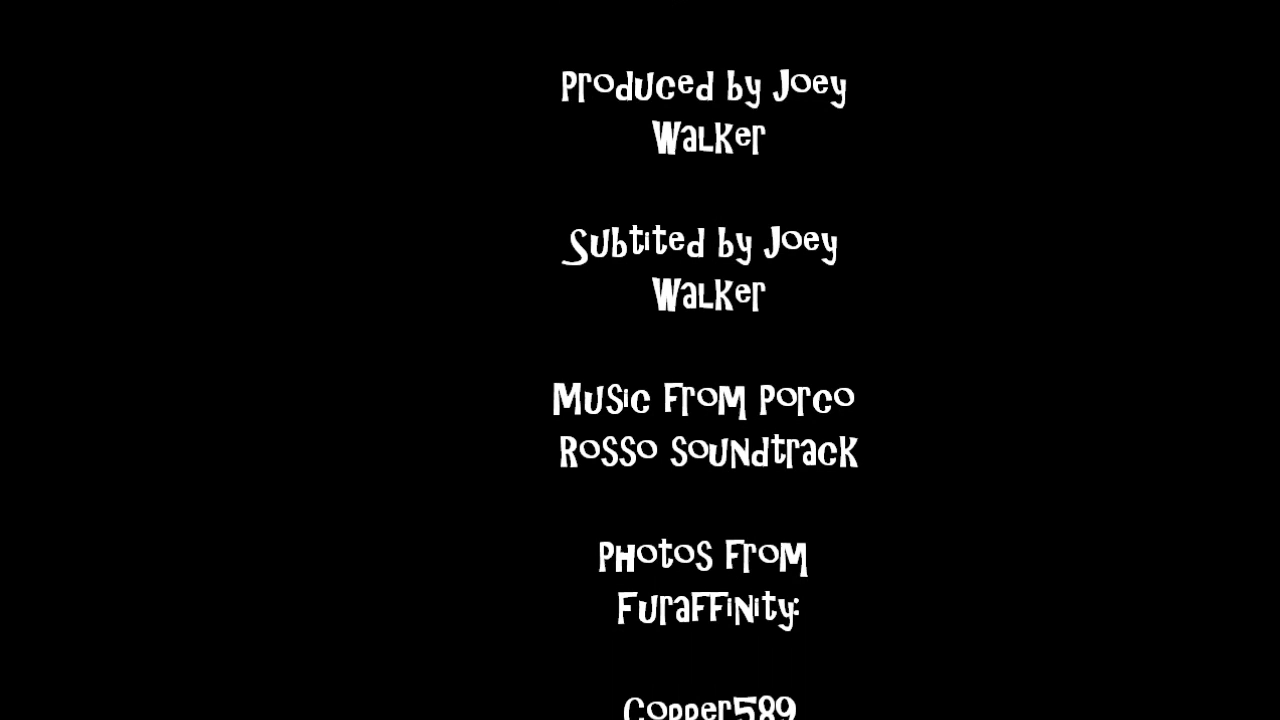 Produced by Joey
Walker
Subtited by Joey
Walker
Music From Porco
Rosso Soundtrack
Photos From
Furaffinity:
Copper589